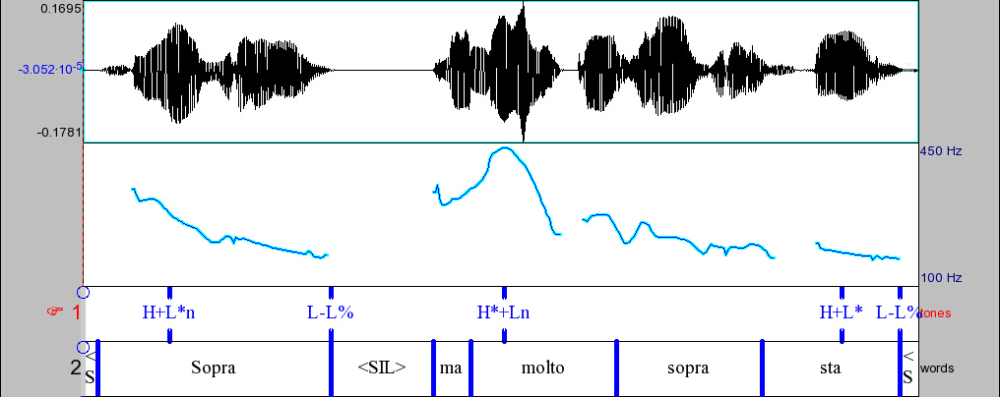 0.1695
-3.052·10-5
-0.1781
450 Hz
100 Hz
☞ 1 H+L*n L-L% H*+Ln H+L* L-L% tones
2 <S Sopra <SIL> ma molto sopra sta <S words